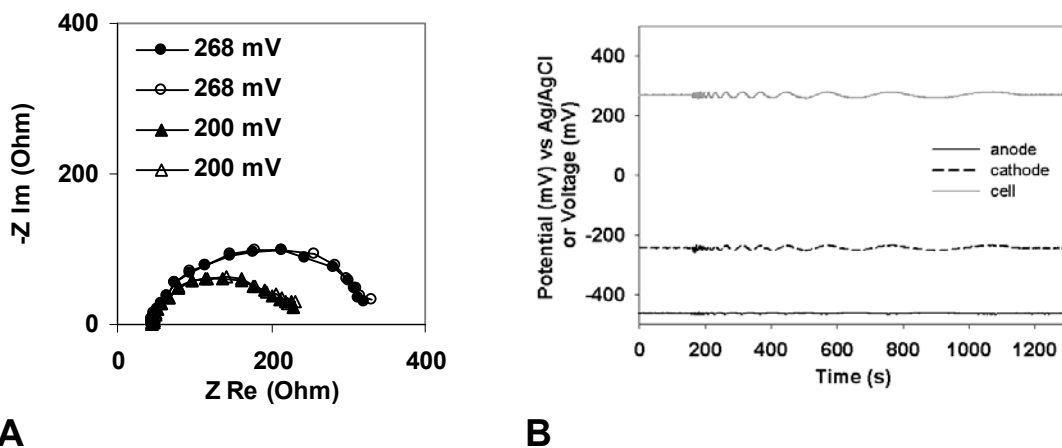 400
200
0
0
200
400
-Z Im (Ohm)
Z Re (Ohm)
268 mV
268 mV
200 mV
200 mV
A
400
200
0
-200
-400
0
200
400
600
800
1000
1200
Potential (mV) vs Ag/AgCl
or Voltage (mV)
Time (s)
anode
cathode
cell
B